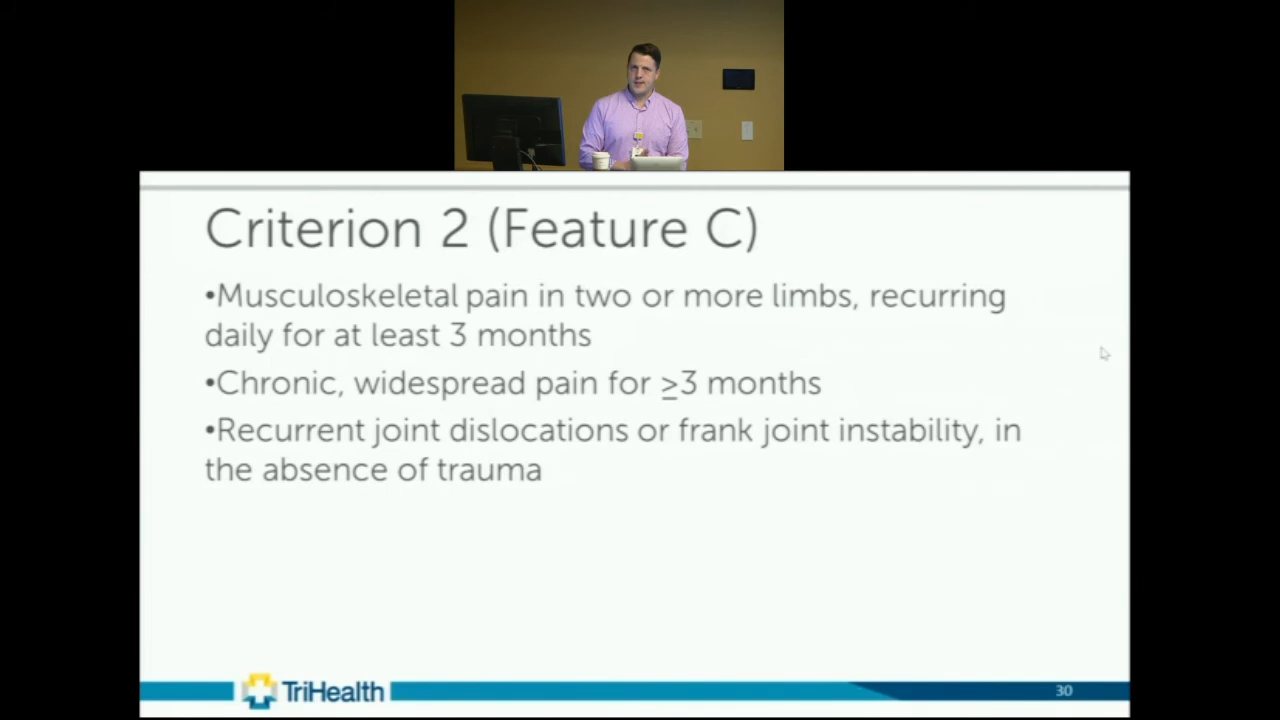 Criterion 2 (Feature C)
•Musculoskeletal pain in two or more limbs, recurring
daily for at least 3 months
•Chronic, widespread pain for ≥3 months
•Recurrent joint dislocations or frank joint instability, in
the absence of trauma
TriHealth
30